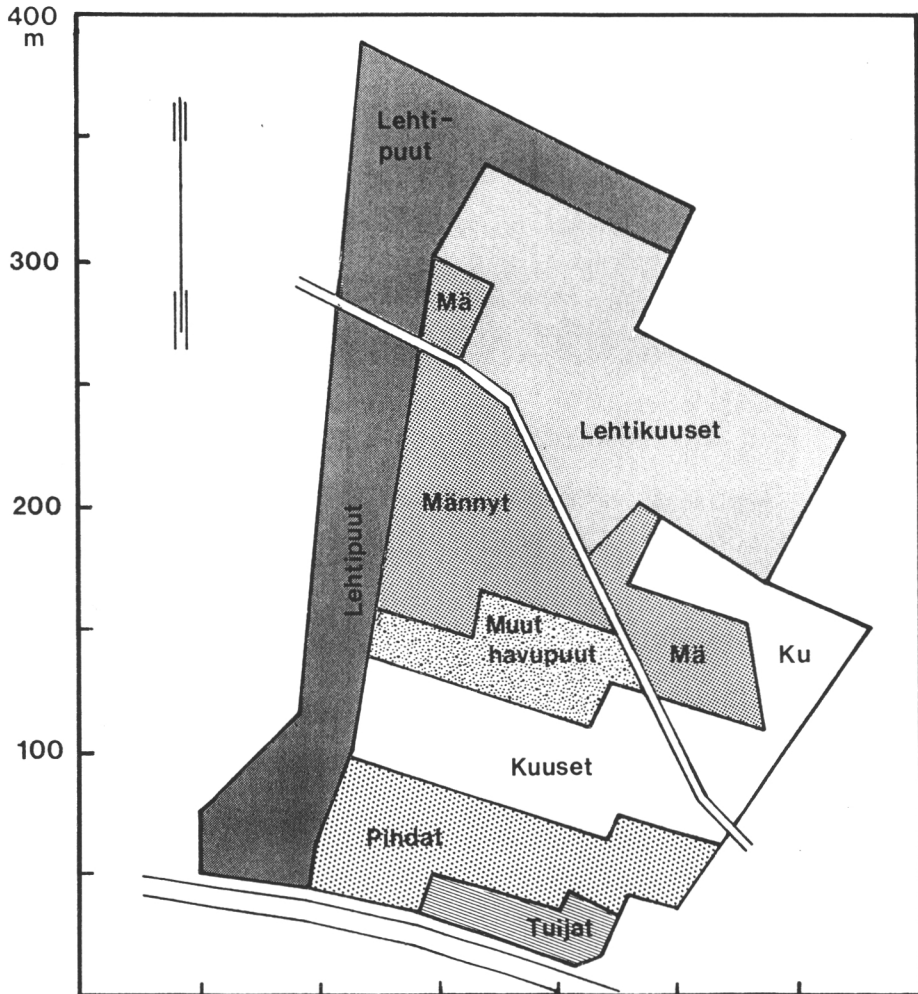 400
m
Lehti-
puut
300
Mä
Lehtikuuset
200
Männyt
Lehtipuut
Muut
havupuut
Mä
Ku
100
Kuuset
Pihdat
Tuijat